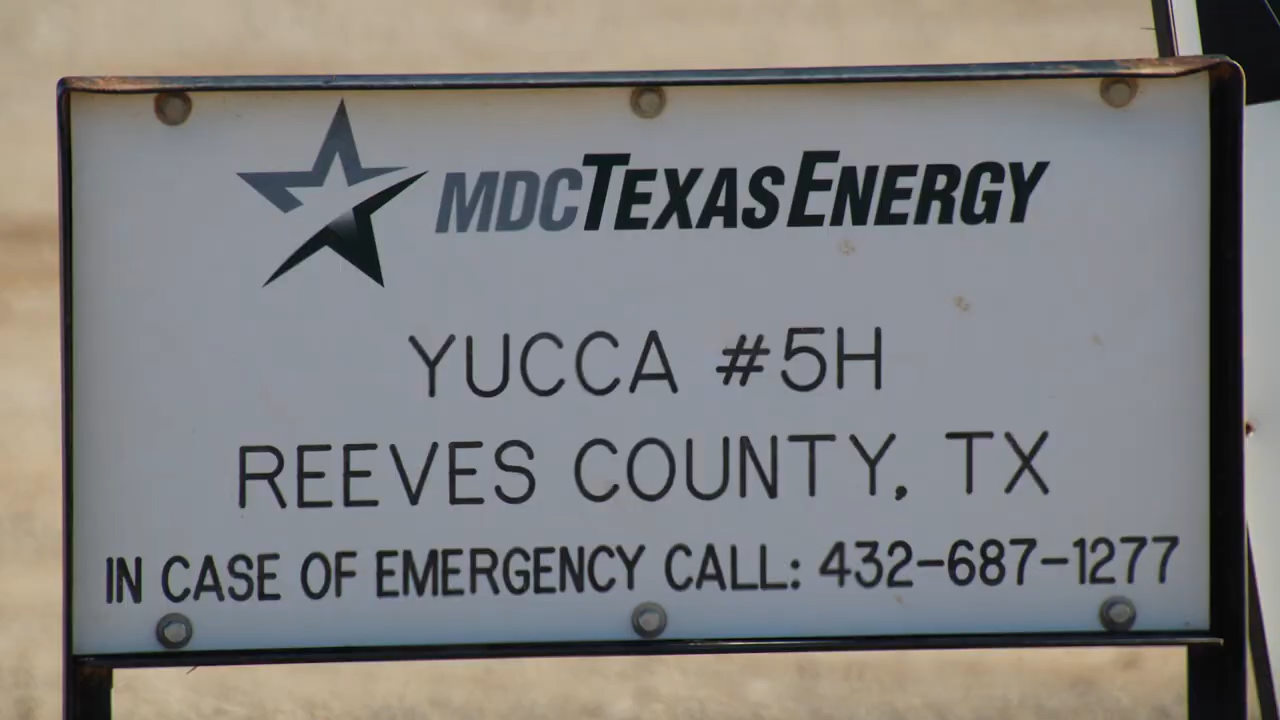 MDCTEXASENERGY
YUCCA #5H
REEVES COUNTY, TX
IN CASE OF EMERGENCY CALL: 432-687-1277